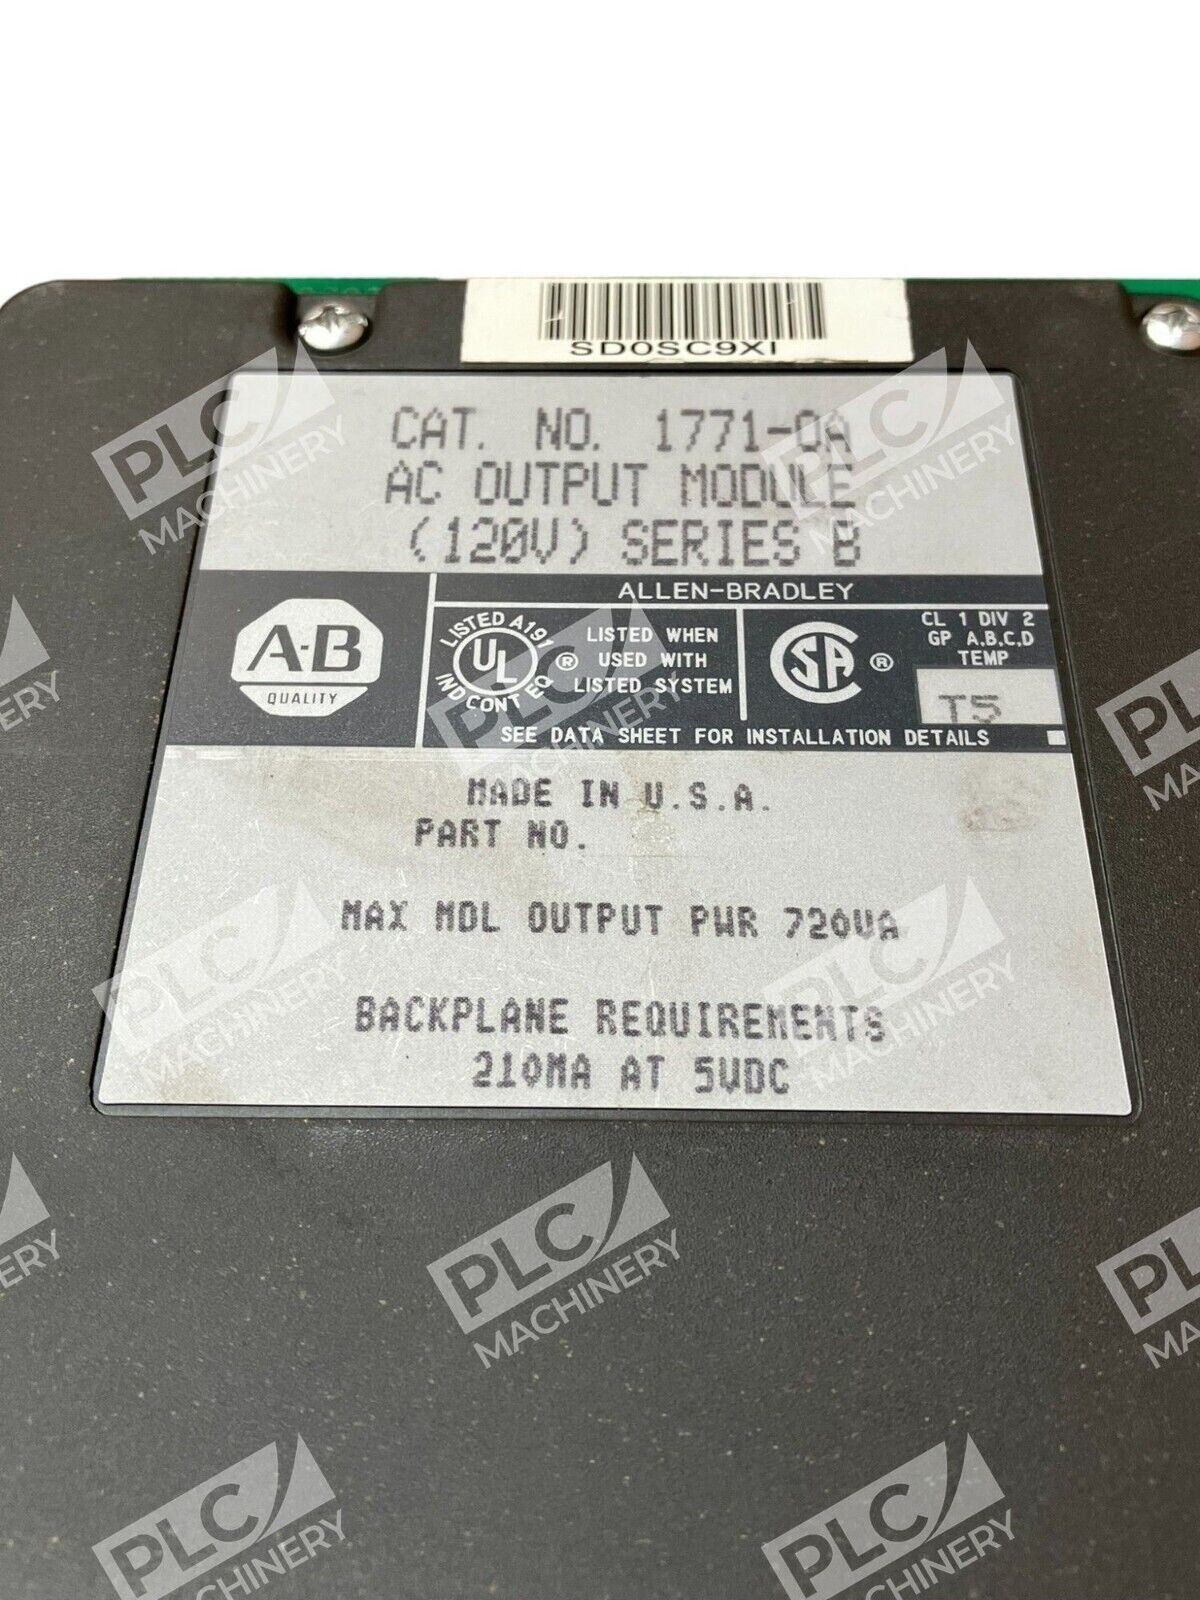 SD0SC9XI
CAT. NO. 1771-OA
AC OUTPUT MODULE
(120V) SERIES B
ALLEN-BRADLEY
A-B
QUALITY
LISTED A191
UL
IND CONT EQ
®
LISTED WHEN
USED WITH
LISTED SYSTEM
SA ®
CL 1 DIV 2
GP A,B,C,D
TEMP
T5
SEE DATA SHEET FOR INSTALLATION DETAILS
MADE IN U.S.A.
PART NO.
MAX MDL OUTPUT PWR 720VA
BACKPLANE REQUIREMENTS
210MA AT 5VDC
PLC
MACHINERY